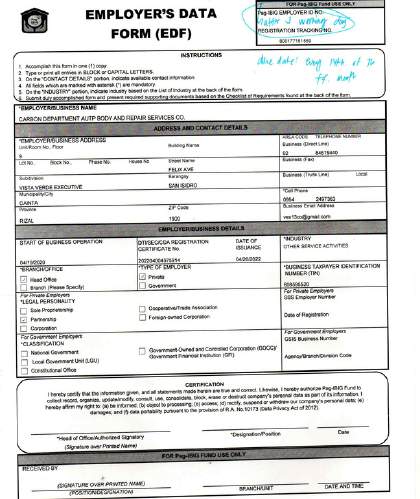 EMPLOYER'S DATA
FORM (EDF)
FOR Pag-IBIG Fund USE ONLY
Pag-IBIG EMPLOYER ID NO.
REGISTRATION TRACKING NO.
working day
due date: Every 14th of the
ff. month
INSTRUCTIONS
1. Accomplish this form in one (1) copy
2. Type or print all entries in BLOCK or CAPITAL LETTERS.
3. On the "CONTACT DETAILS" portion, indicate available contact information
4. All fields which are marked with asterisk (*) are mandatory.
5. On the "INDUSTRY" portion, indicate industry based on the List of Industry at the back of the form.
6. Submit duly accomplished form and present required supporting documents based on the Checklist of Requirements found at the back of the form.
*EMPLOYER/BUSINESS NAME
CARSON DEPARTMENT AUTP BODY AND REPAIR SERVICES CO.
ADDRESS AND CONTACT DETAILS
*EMPLOYER/BUSINESS ADDRESS
Unit/Room No., Floor
Building Name
AREA CODE TELEPHONE NUMBER
Business (Direct Line)
02 84579440
Lot No. Block No. Phase No. House No. Street Name
Business (Fax)
FELIX AVE
Subdivision
Barangay
Business (Trunk Line) LOCAL
VISTA VERDE EXECUTIVE
SAN ISIDRO
Municipality/City
*Cell Phone
CAINTA
Province
ZIP Code
Business Email Address
RIZAL
1900
EMPLOYER/BUSINESS DETAILS
START OF BUSINESS OPERATION
DTI/SEC/CDA REGISTRATION
CERTIFICATE No.
DATE OF
ISSUANCE
*INDUSTRY
OTHER SERVICE ACTIVITIES
04/26/2022
*BRANCH/OFFICE
*TYPE OF EMPLOYER
*BUSINESS TAXPAYER IDENTIFICATION
NUMBER (TIN)
Head Office
Private
Branch (Please Specify)
Government
For Private Employers
*LEGAL PERSONALITY
For Private Employers
SSS Employer Number
Sole Proprietorship
Cooperative/Trade Association
Partnership
Foreign-owned Corporation
Date of Registration
Corporation
For Government Employers
CLASSIFICATION
For Government Employers
GSIS Business Number
National Government
Government-Owned and Controlled Corporation (GOCC)/
Government Financial Institution (GFI)
Local Government Unit (LGU)
Agency/Branch/Division Code
Constitutional Office
CERTIFICATION
I hereby certify that the information given, and all statements made herein are true and correct. Likewise, I hereby authorize Pag-IBIG Fund to
collect record, organize, update/modify, consult, use, consolidate, block, erase or destruct company's personal data as part of its information. I
hereby affirm my right to: (a) be informed; (b) object to processing; (c) access; (d) rectify, suspend or withdraw our company's personal data; (e)
damages; and (f) data portability pursuant to the provision of R.A. No. 10173 (Data Privacy Act of 2012).
*Head of Office/Authorized Signatory
(Signature over Printed Name)
*Designation/Position
Date
FOR Pag-IBIG FUND USE ONLY
RECEIVED BY
(SIGNATURE OVER PRINTED NAME)
(POSITION/DESIGNATION)
BRANCH/UNIT
DATE AND TIME